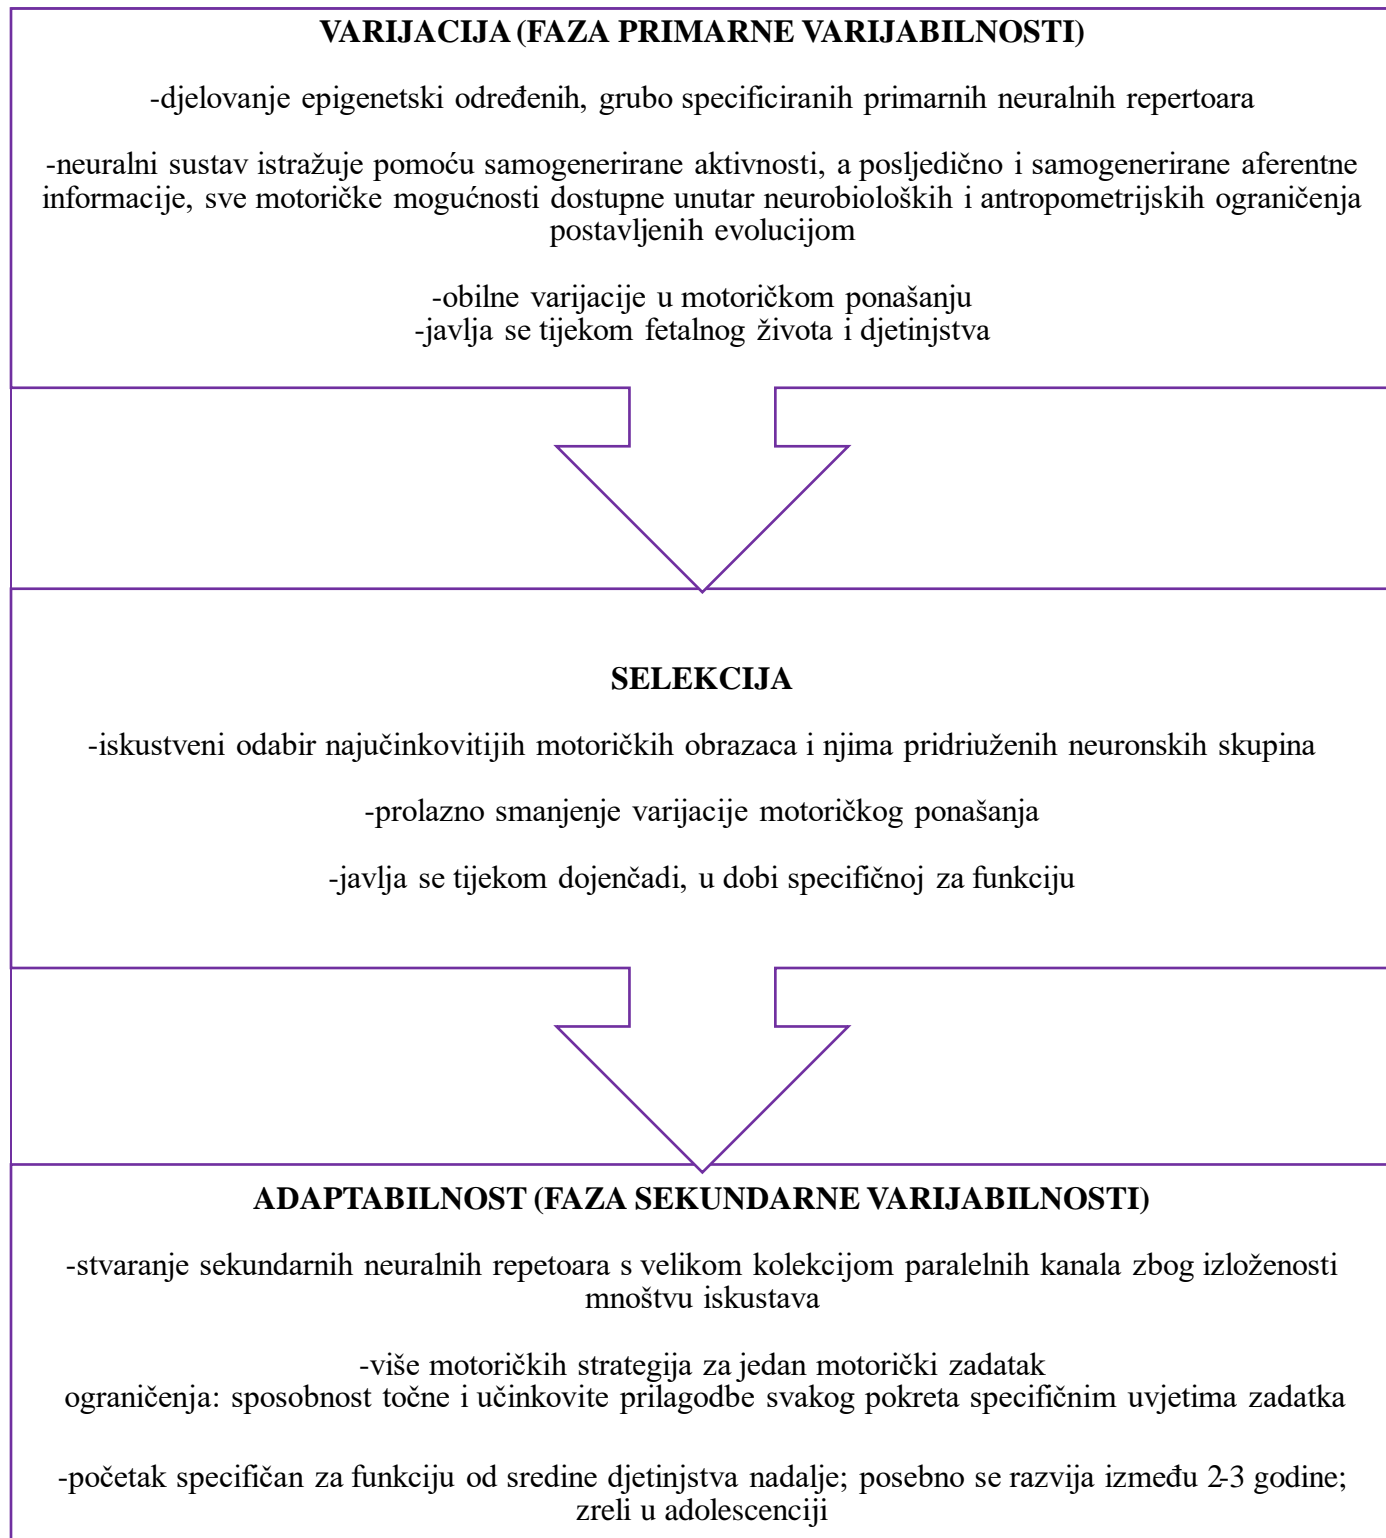 VARIJACIJA (FAZA PRIMARNE VARIJABILNOSTI)
-djelovanje epigenetski određenih, grubo specificiranih primarnih neuralnih repertoara
-neuralni sustav istražuje pomoću samogenerirane aktivnosti, a posljedično i samogenerirane aferentne
informacije, sve motoričke mogućnosti dostupne unutar neurobioloških i antropometrijskih ograničenja
postavljenih evolucijom
-obilne varijacije u motoričkom ponašanju
-javlja se tijekom fetalnog života i djetinjstva
SELEKCIJA
-iskustveni odabir najučinkovitijih motoričkih obrazaca i njima pridriuženih neuronskih skupina
-prolazno smanjenje varijacije motoričkog ponašanja
-javlja se tijekom dojenčadi, u dobi specifičnoj za funkciju
ADAPTABILNOST (FAZA SEKUNDARNE VARIJABILNOSTI)
-stvaranje sekundarnih neuralnih repetoara s velikom kolekcijom paralelnih kanala zbog izloženosti
mnoštvu iskustava
-više motoričkih strategija za jedan motorički zadatak
ograničenja: sposobnost točne i učinkovite prilagodbe svakog pokreta specifičnim uvjetima zadatka
-početak specifičan za funkciju od sredine djetinjstva nadalje; posebno se razvija između 2-3 godine;
zreli u adolescenciji